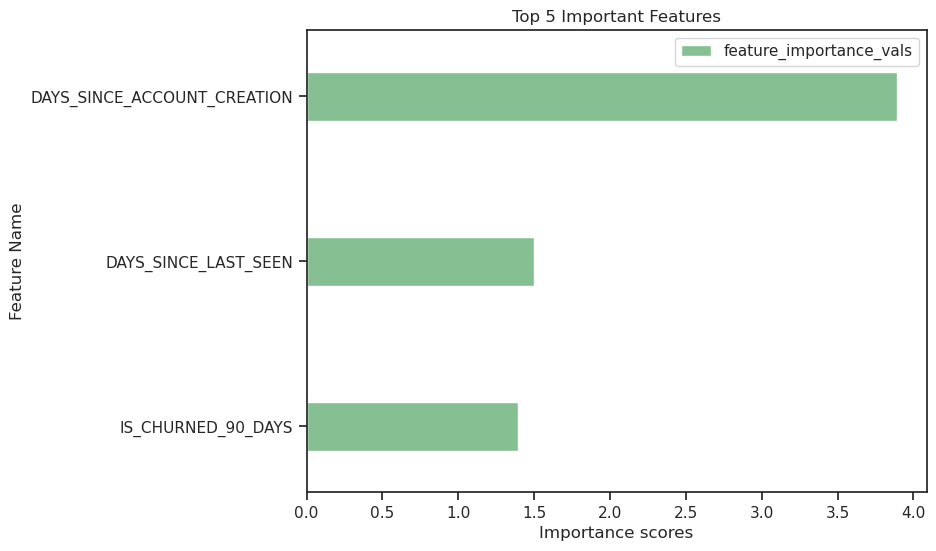 Top 5 Important Features
feature_importance_vals
DAYS_SINCE_ACCOUNT_CREATION
DAYS_SINCE_LAST_SEEN
IS_CHURNED_90_DAYS
Feature Name
0.0 0.5 1.0 1.5 2.0 2.5 3.0 3.5 4.0
Importance scores